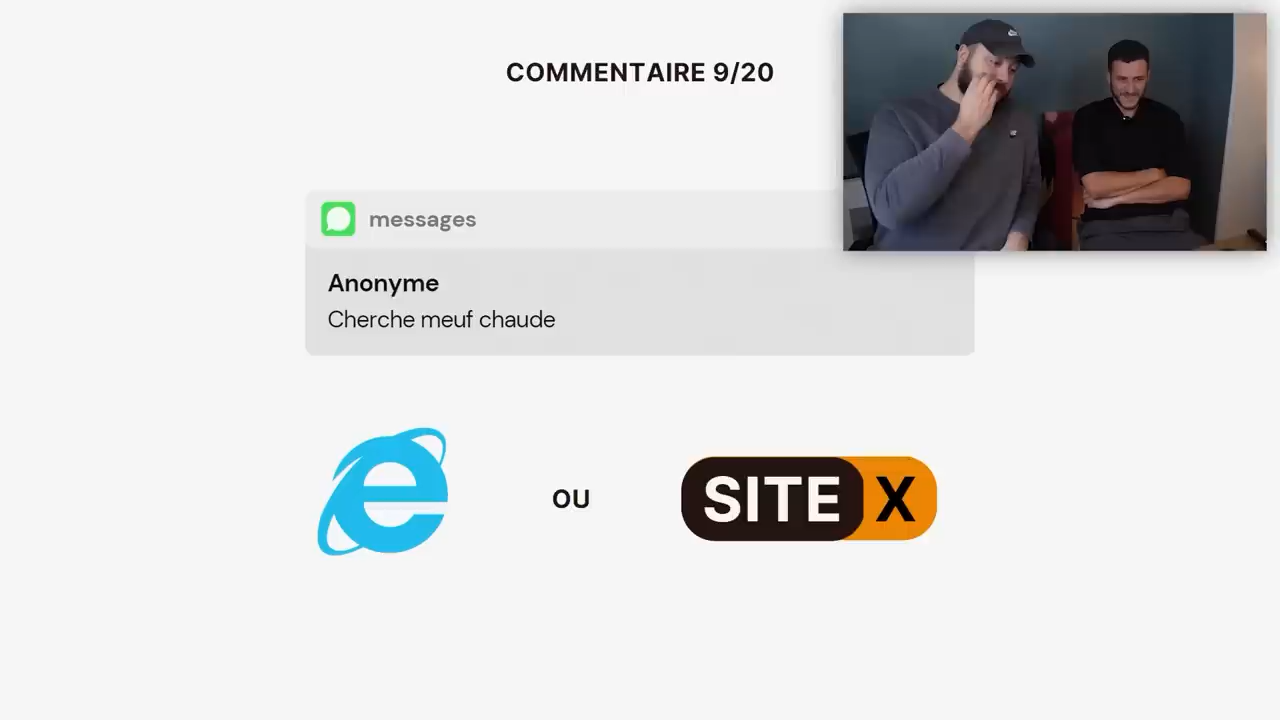 COMMENTAIRE 9/20
messages
Anonyme
Cherche meuf chaude
OU
SITE X